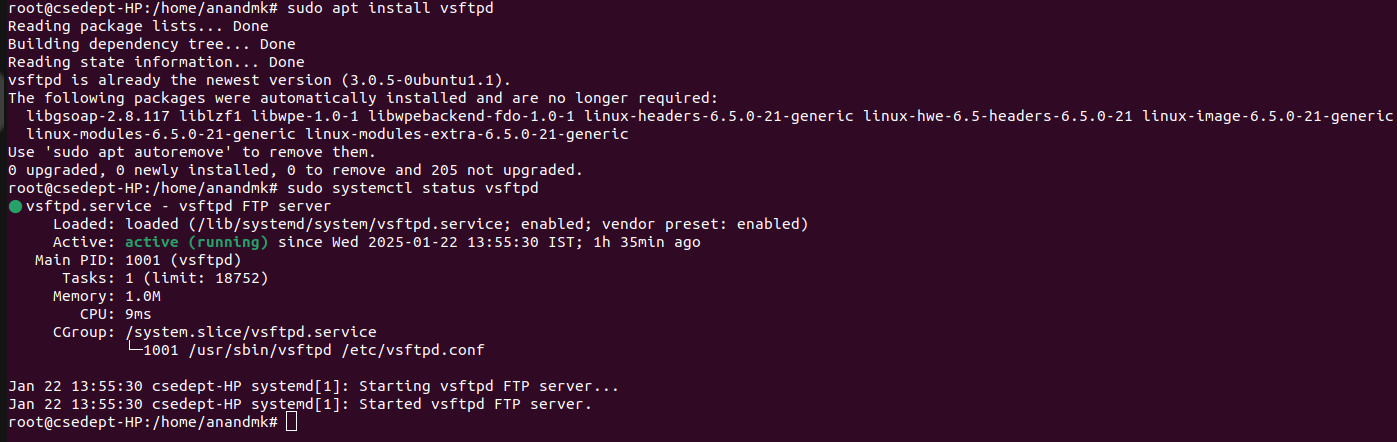 root@csedept-HP:/home/anandmk# sudo apt install vsftpd
Reading package lists... Done
Building dependency tree... Done
Reading state information... Done
vsftpd is already the newest version (3.0.5-0ubuntu1.1).
The following packages were automatically installed and are no longer required:
  libgsoap-2.8.117 liblzf1 libwpe-1.0-1 libwpebackend-fdo-1.0-1 linux-headers-6.5.0-21-generic linux-hwe-6.5-headers-6.5.0-21 linux-image-6.5.0-21-generic
  linux-modules-6.5.0-21-generic linux-modules-extra-6.5.0-21-generic
Use 'sudo apt autoremove' to remove them.
0 upgraded, 0 newly installed, 0 to remove and 205 not upgraded.
root@csedept-HP:/home/anandmk# sudo systemctl status vsftpd
● vsftpd.service - vsftpd FTP server
     Loaded: loaded (/lib/systemd/system/vsftpd.service; enabled; vendor preset: enabled)
     Active: active (running) since Wed 2025-01-22 13:55:30 IST; 1h 35min ago
   Main PID: 1001 (vsftpd)
      Tasks: 1 (limit: 18752)
     Memory: 1.0M
        CPU: 9ms
     CGroup: /system.slice/vsftpd.service
             └─1001 /usr/sbin/vsftpd /etc/vsftpd.conf
Jan 22 13:55:30 csedept-HP systemd[1]: Starting vsftpd FTP server...
Jan 22 13:55:30 csedept-HP systemd[1]: Started vsftpd FTP server.
root@csedept-HP:/home/anandmk#